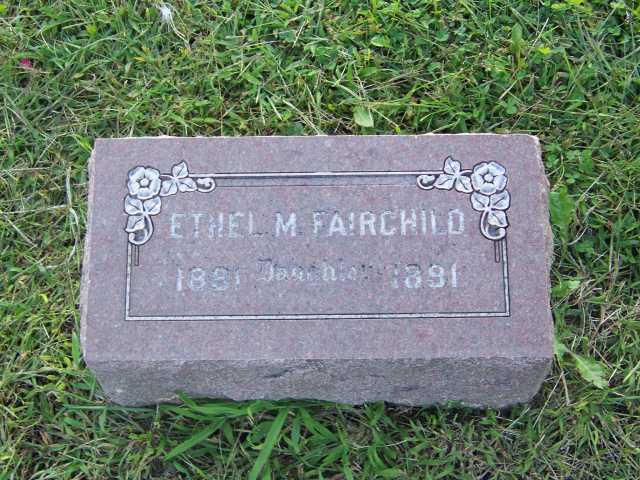 ETHEL M. FAIRCHILD
1891 Daughter 1891